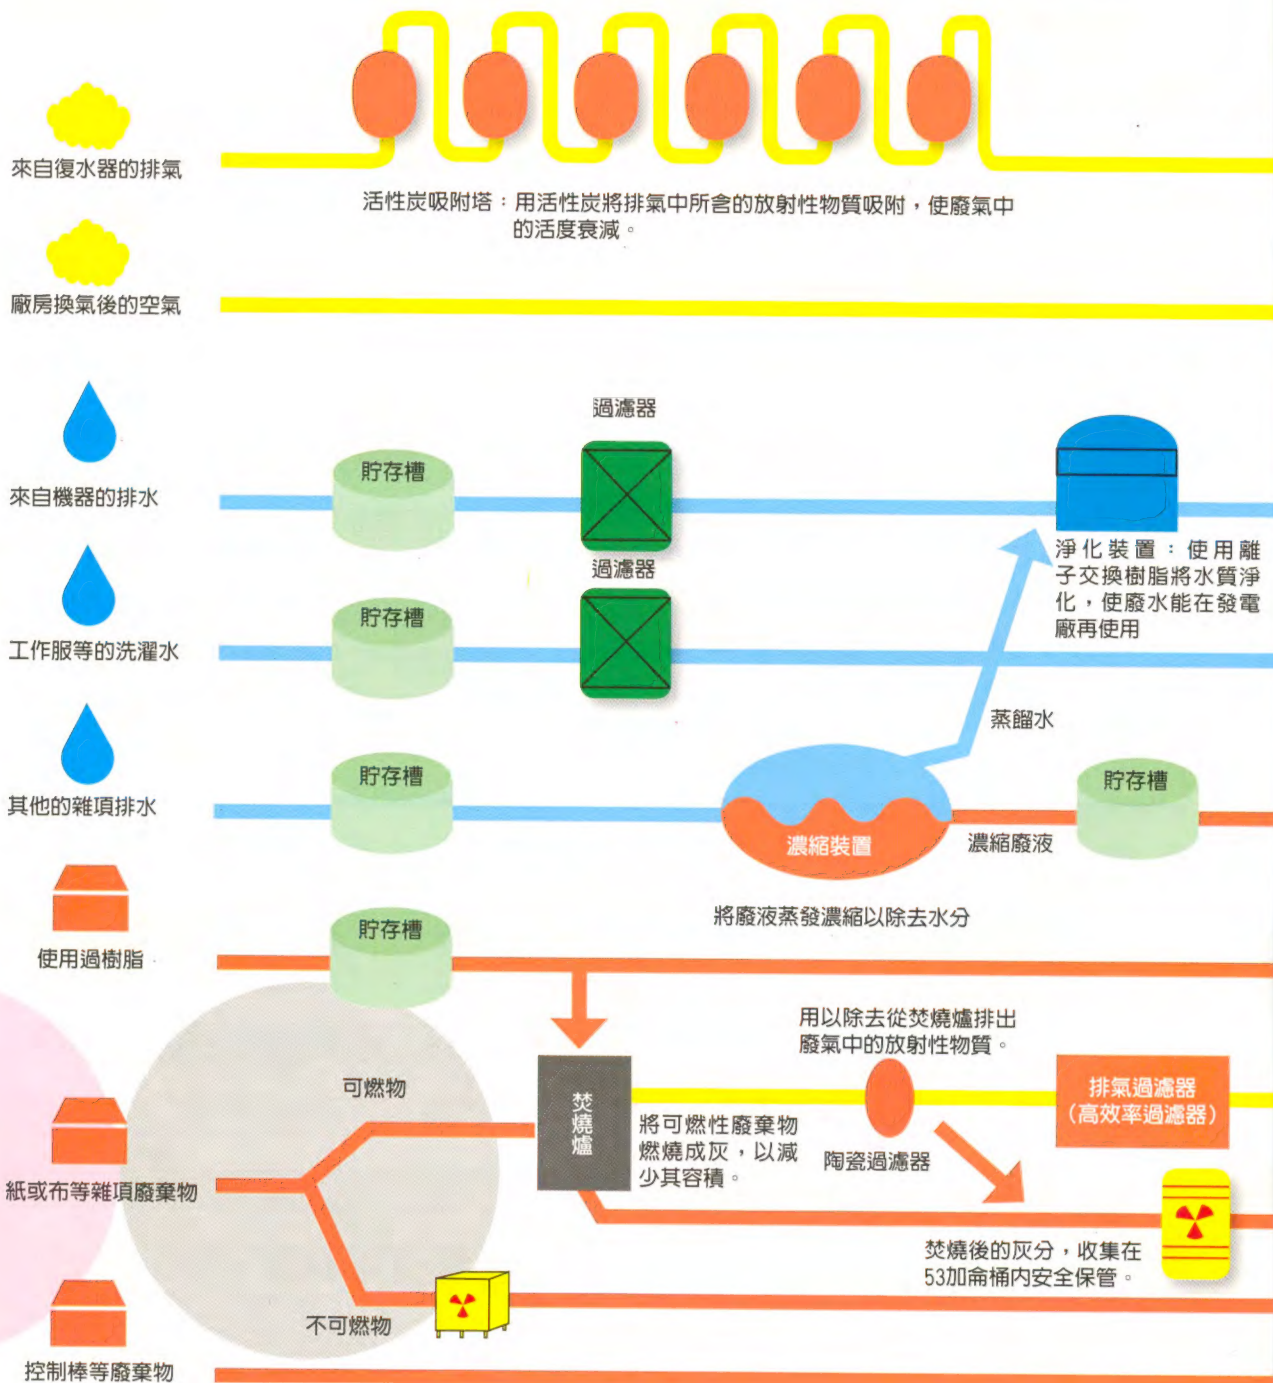 來自復水器的排氣
活性炭吸附塔：用活性炭將排氣中所含的放射性物質吸附，使廢氣中
的活度衰減。
廠房換氣後的空氣
過濾器
貯存槽
來自機器的排水
淨化裝置：使用離
子交換樹脂將水質淨
化，使廢水能在發電
廠再使用
過濾器
貯存槽
工作服等的洗濯水
蒸餾水
貯存槽
貯存槽
其他的雜項排水
濃縮裝置
濃縮廢液
將廢液蒸發濃縮以除去水分
貯存槽
使用過樹脂
用以除去從焚燒爐排出
廢氣中的放射性物質。
可燃物
焚燒爐
排氣過濾器
（高效率過濾器）
將可燃性廢棄物
燃燒成灰，以減
少其容積。
陶瓷過濾器
紙或布等雜項廢棄物
焚燒後的灰分，收集在
53加侖桶內安全保管。
不可燃物
控制棒等廢棄物